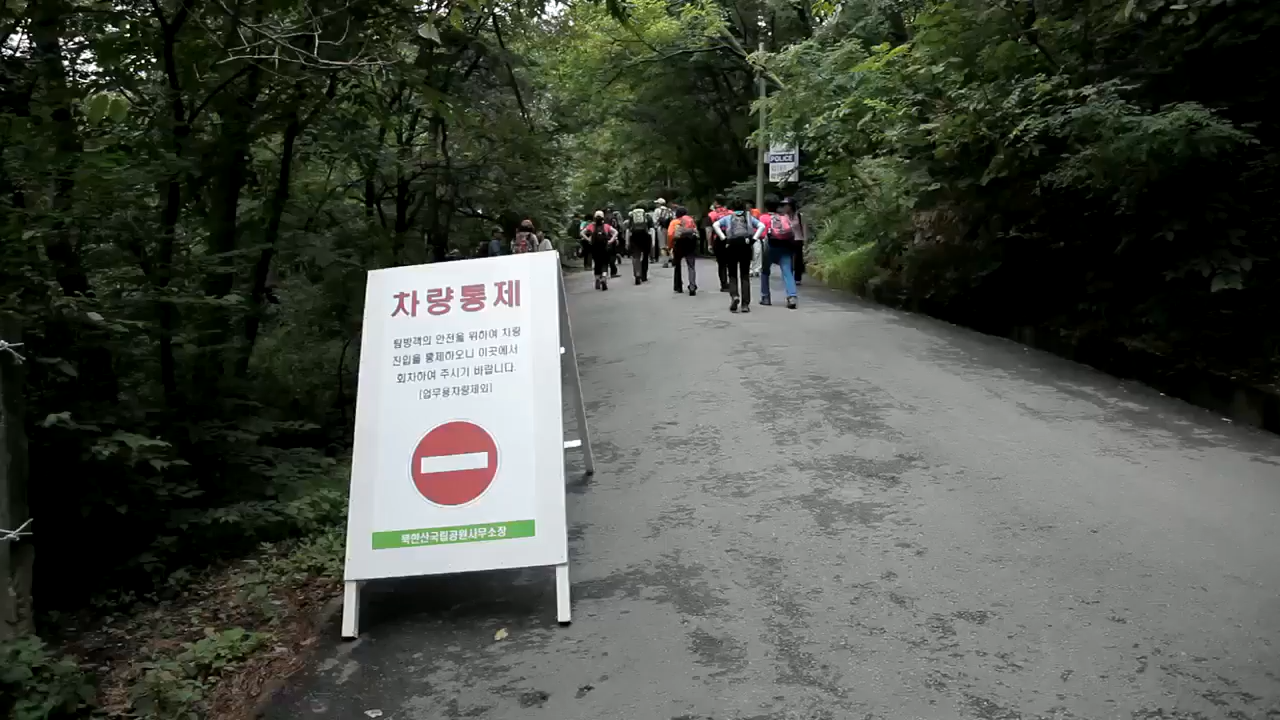 차량통제
탐방객의 안전을 위하여 차량
진입을 통제하오니 이곳에서
회차하여 주시기 바랍니다.
(업무용차량제외)
북한산국립공원사무소장
POLICE